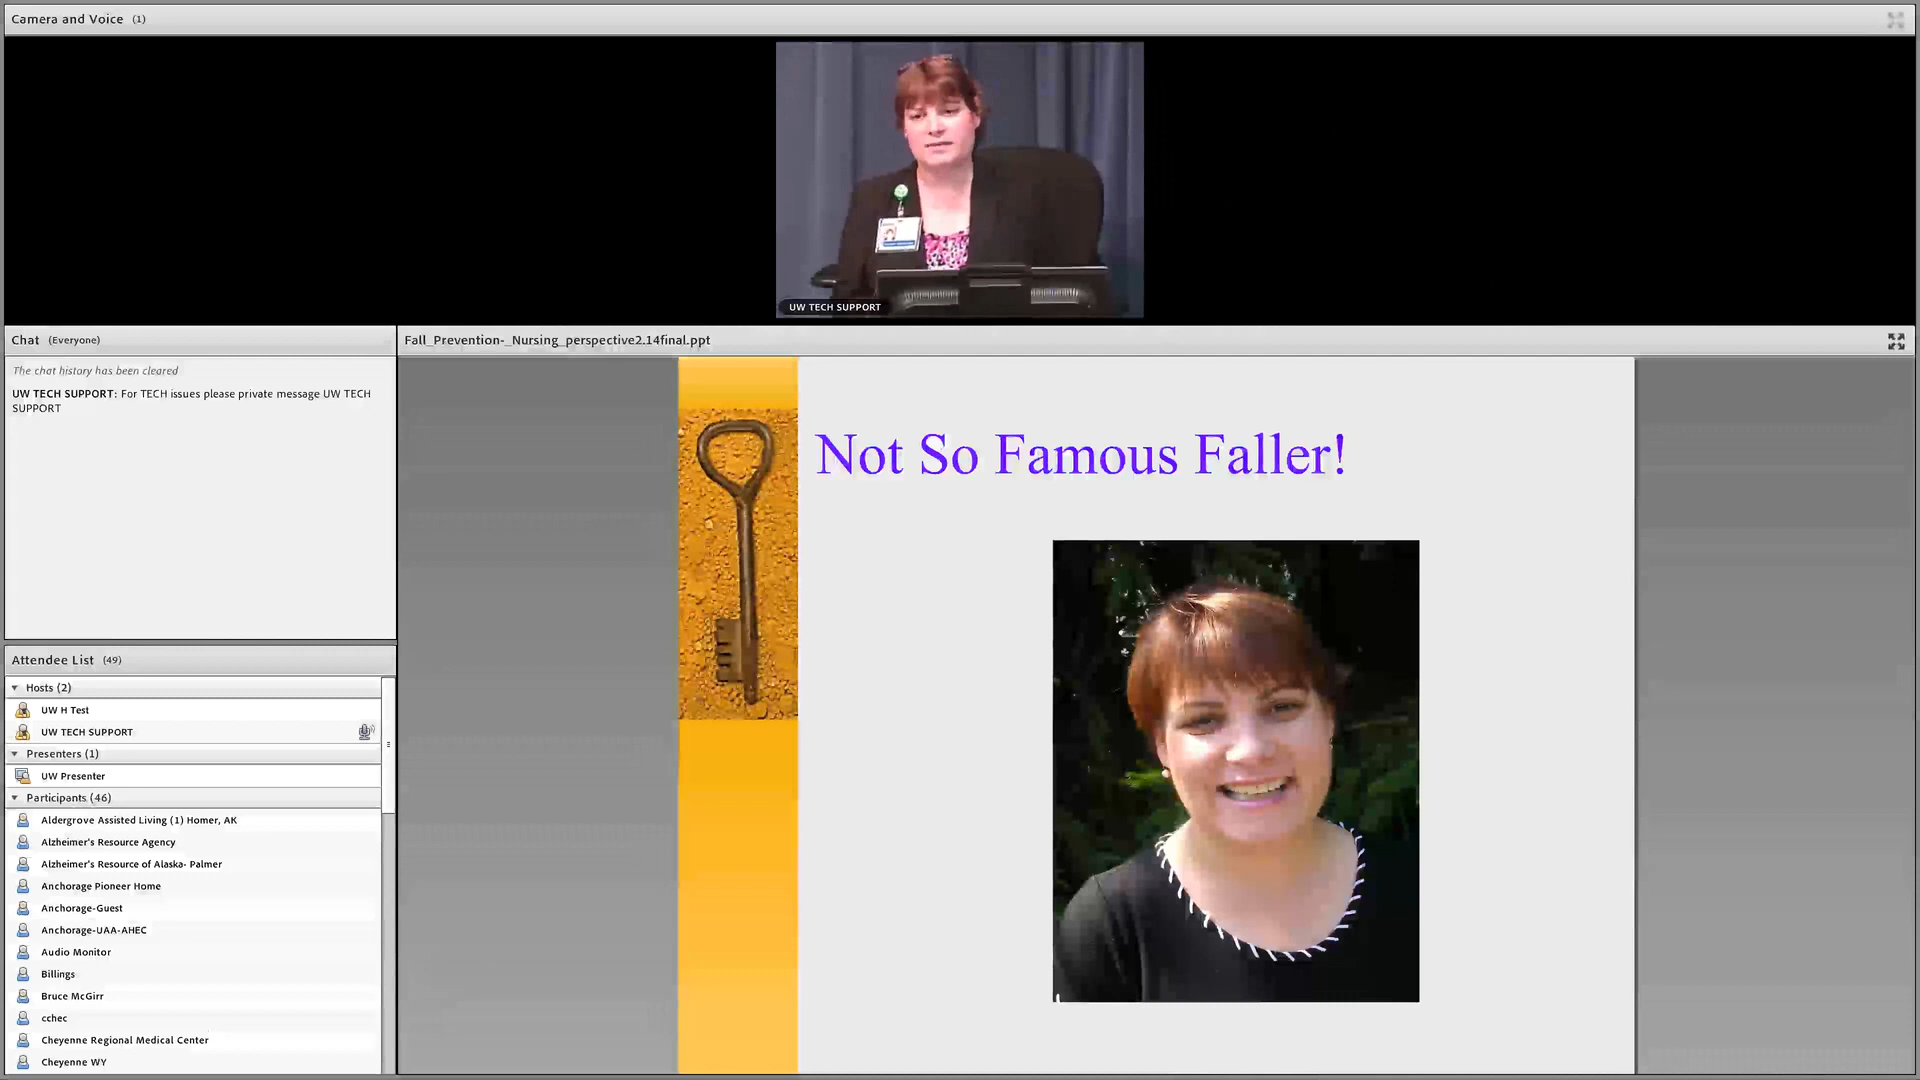 Camera and Voice (1)
UW TECH SUPPORT
Chat (Everyone)
The chat history has been cleared
UW TECH SUPPORT: For TECH issues please private message UW TECH
SUPPORT
Attendee List (49)
Hosts (2)
UW H Test
UW TECH SUPPORT
Presenters (1)
UW Presenter
Participants (46)
Aldergrove Assisted Living (1) Homer, AK
Alzheimer's Resource Agency
Alzheimer's Resource of Alaska- Palmer
Anchorage Pioneer Home
Anchorage-Guest
Anchorage-UAA-AHEC
Audio Monitor
Billings
Bruce McGirr
cchec
Cheyenne Regional Medical Center
Cheyenne WY
Fall_Prevention-_Nursing_perspective2.14final.ppt
Not So Famous Faller!